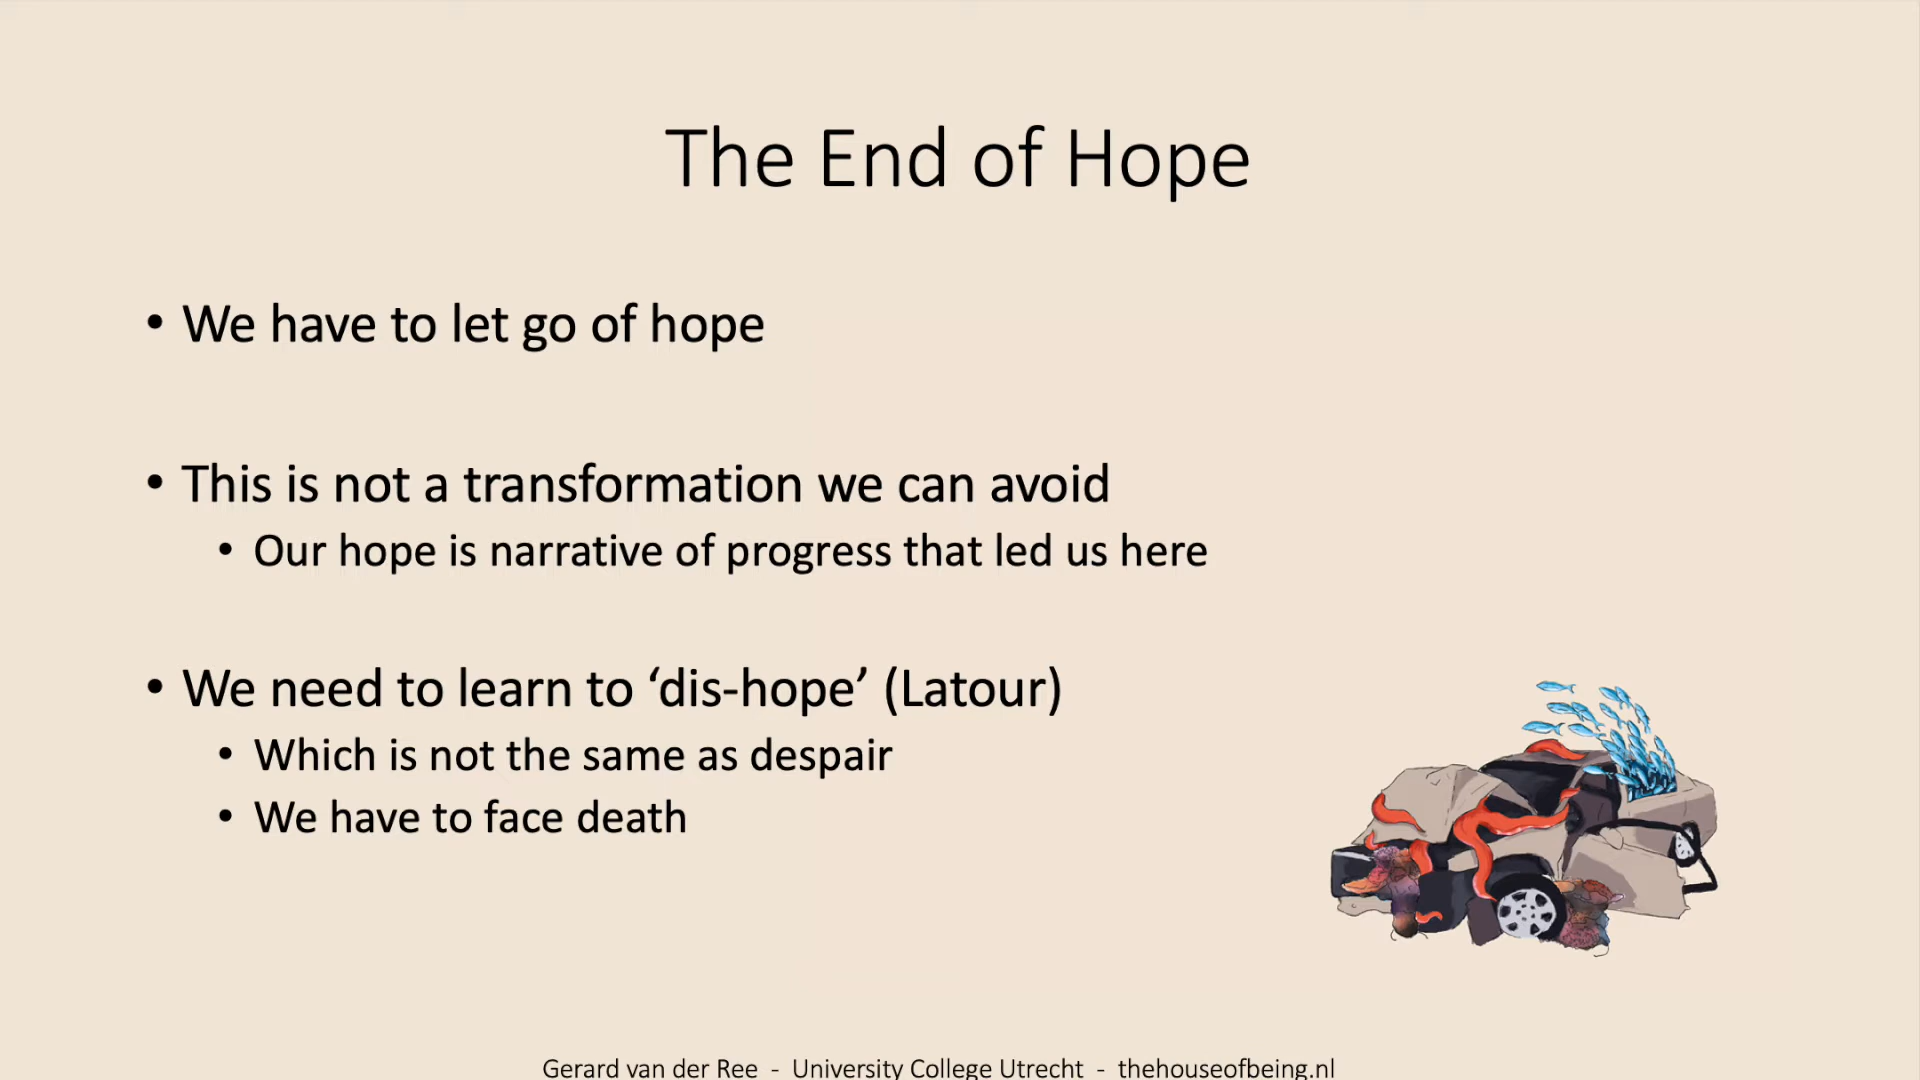 The End of Hope
• We have to let go of hope
• This is not a transformation we can avoid
• Our hope is narrative of progress that led us here
• We need to learn to ‘dis-hope’ (Latour)
• Which is not the same as despair
• We have to face death
Gerard van der Ree - University College Utrecht - thehouseofbeing.nl